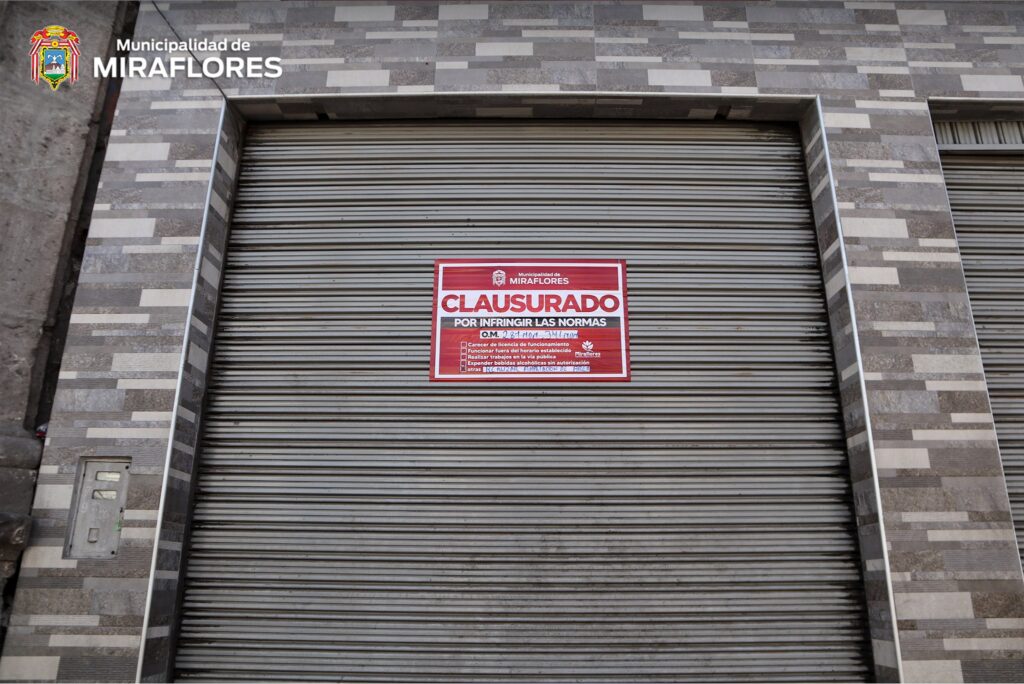 Municipalidad de
MIRAFLORES
Municipalidad de
MIRAFLORES
CLAUSURADO
POR INFRINGIR LAS NORMAS
O.M.
Carecer de licencia de funcionamiento
Funcionar fuera del horario establecido
Realizar trabajos en la vía pública
Expender bebidas alcohólicas sin autorización
otras
Miraflores